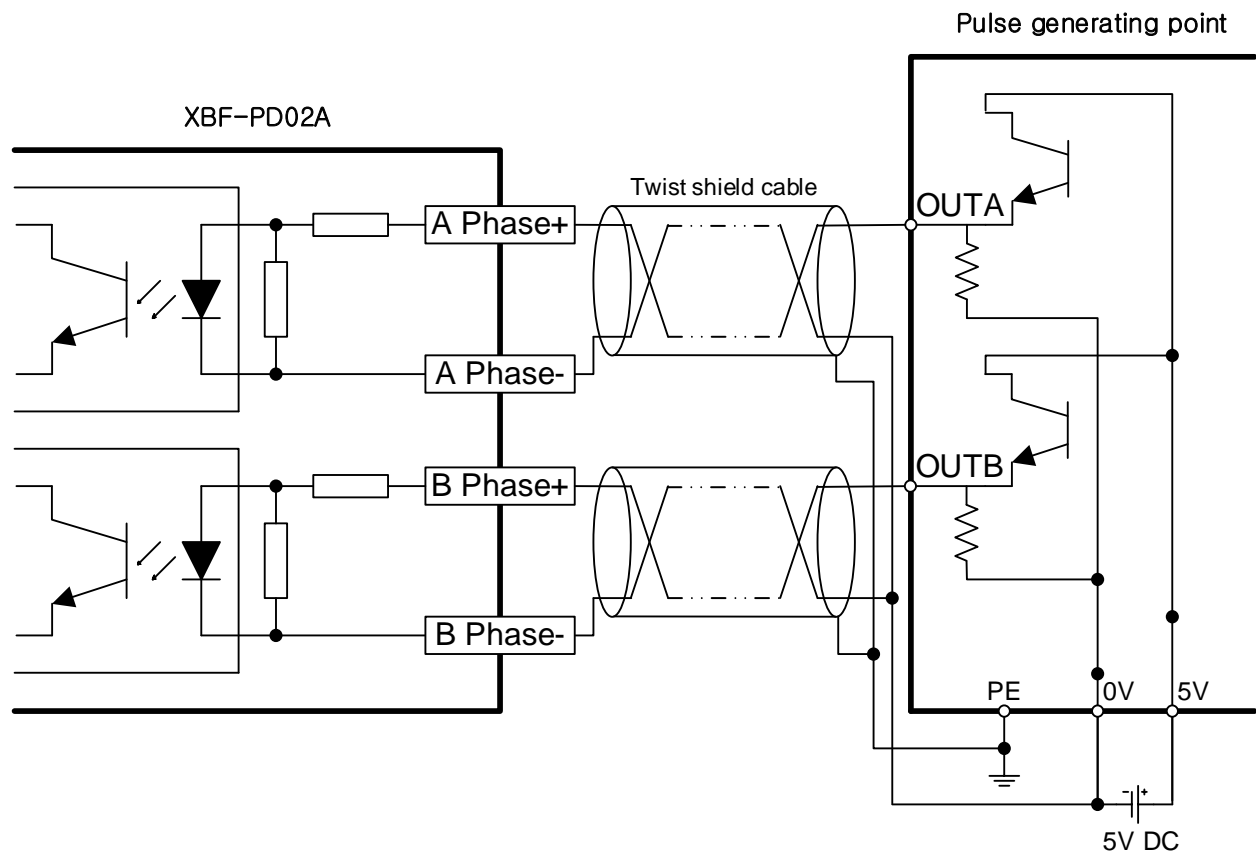 Pulse generating point
XBF-PD02A
Twist shield cable
A Phase+
OUTA
A Phase-
B Phase+
OUTB
B Phase-
PE
0V
5V
- +
5V DC